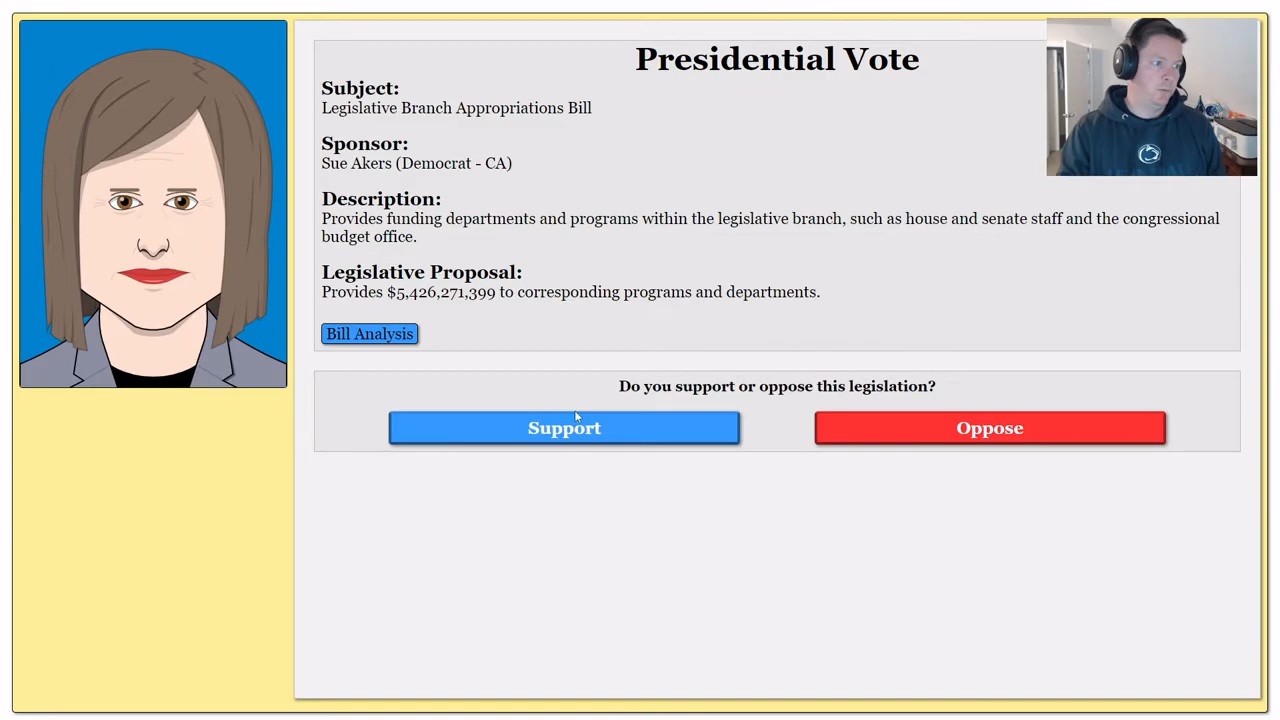 Presidential Vote
Subject:
Legislative Branch Appropriations Bill
Sponsor:
Sue Akers (Democrat - CA)
Description:
Provides funding departments and programs within the legislative branch, such as house and senate staff and the congressional
budget office.
Legislative Proposal:
Provides $5,426,271,399 to corresponding programs and departments.
Bill Analysis
Do you support or oppose this legislation?
Support
Oppose